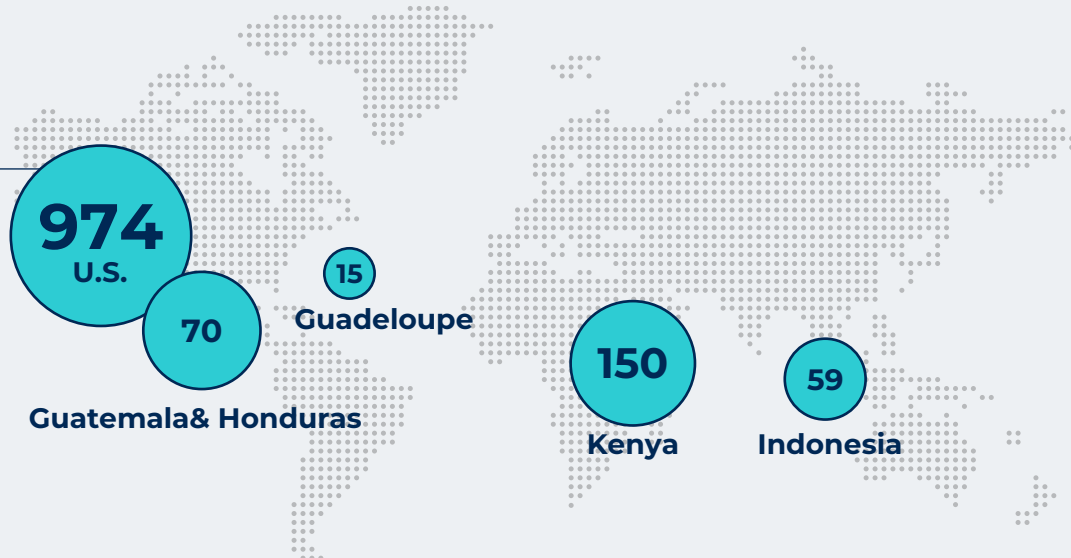 974
U.S.
70
Guatemala& Honduras
15
Guadeloupe
150
Kenya
59
Indonesia